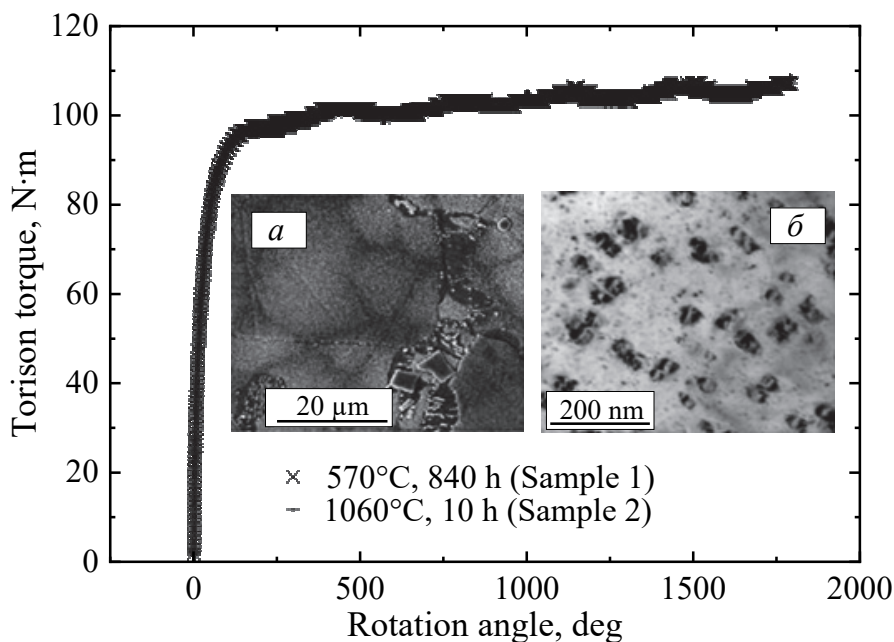 120
100
80
60
40
20
0
Torison torque, N·m
а
б
20 µm
200 nm
570°C, 840 h (Sample 1)
1060°C, 10 h (Sample 2)
0 500 1000 1500 2000
Rotation angle, deg